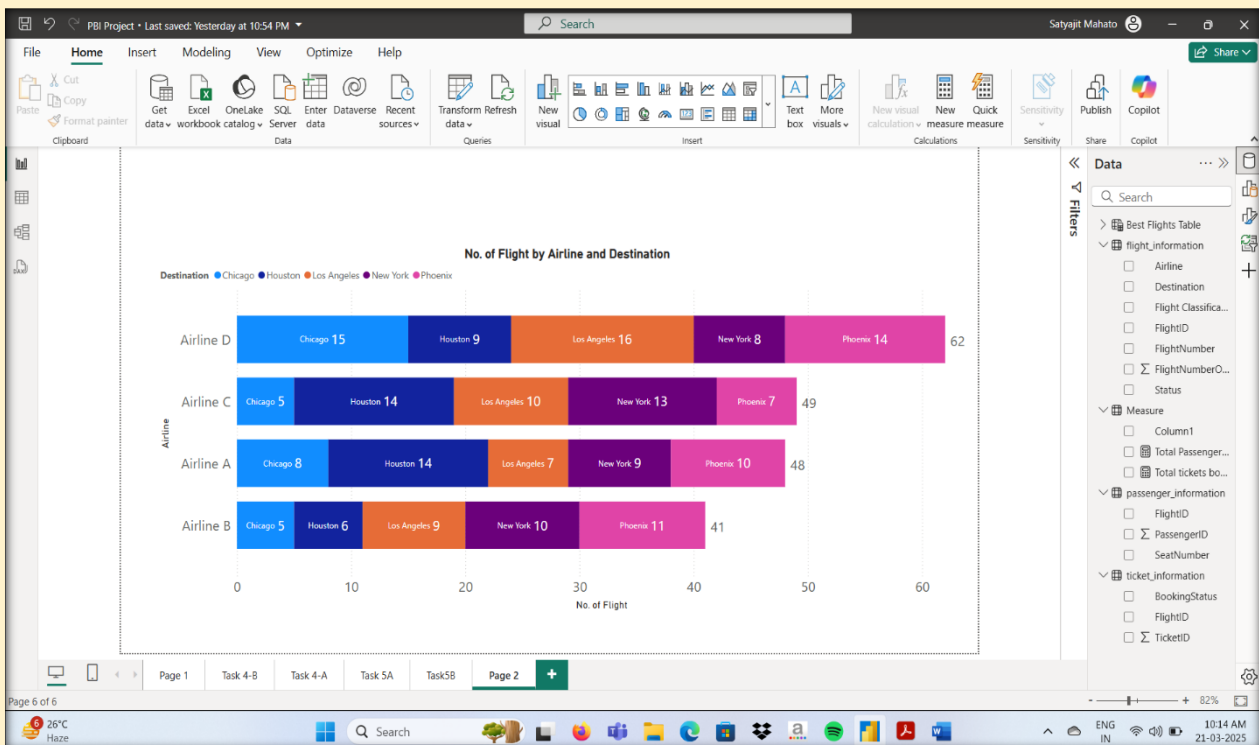 PBI Project • Last saved: Yesterday at 10:54 PM
Search
Satyajit Mahato
File Home Insert Modeling View Optimize Help
Share
Paste
Cut
Copy
Format painter
Get data
Excel workbook
OneLake catalog
SQL Server
Enter data
Dataverse
Recent sources
Transform data
Refresh
New visual
Text box
More visuals
New visual calculation
New measure
Quick measure
Sensitivity
Publish
Copilot
Clipboard Data Queries Insert Calculations Sensitivity Share Copilot
No. of Flight by Airline and Destination
Destination Chicago Houston Los Angeles New York Phoenix
Airline D Chicago 15 Houston 9 Los Angeles 16 New York 8 Phoenix 14 62
Airline C Chicago 5 Houston 14 Los Angeles 10 New York 13 Phoenix 7 49
Airline A Chicago 8 Houston 14 Los Angeles 7 New York 9 Phoenix 10 48
Airline B Chicago 5 Houston 6 Los Angeles 9 New York 10 Phoenix 11 41
Airline
0 10 20 30 40 50 60
No. of Flight
Filters
Data
Search
Best Flights Table
flight_information
Airline
Destination
Flight Classifica...
FlightID
FlightNumber
FlightNumberO...
Status
Measure
Column1
Total Passenger...
Total tickets bo...
passenger_information
FlightID
PassengerID
SeatNumber
ticket_information
BookingStatus
FlightID
TicketID
Page 1 Task 4-B Task 4-A Task 5A Task5B Page 2
Page 6 of 6
82%
6
26°C
Haze
Search
ENG
IN
10:14 AM
21-03-2025